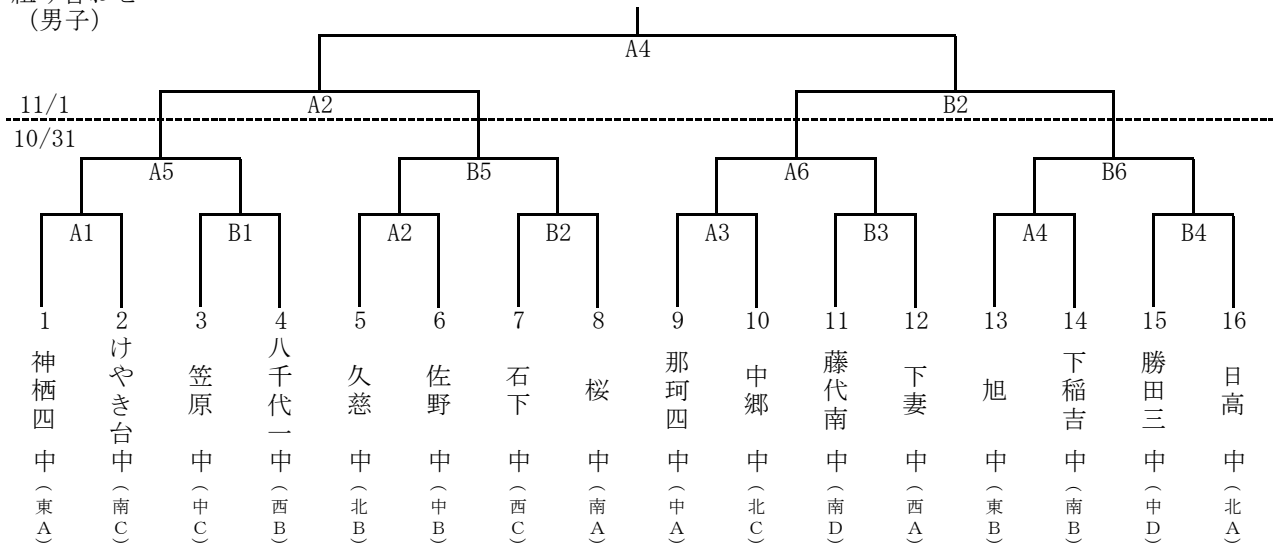 (男子)
A4
11/1
A2
B2
10/31
A5
B5
A6
B6
A1
B1
A2
B2
A3
B3
A4
B4
1
2
3
4
5
6
7
8
9
10
11
12
13
14
15
16
神栖四中(東A)
けやき台中(南C)
笠原中(中C)
八千代一中(西B)
久慈中(北B)
佐野中(中B)
石下中(西C)
桜中(南A)
那珂四中(中A)
中郷中(北C)
藤代南中(南D)
下妻中(西A)
旭中(東B)
下稲吉中(南B)
勝田三中(中D)
日高中(北A)